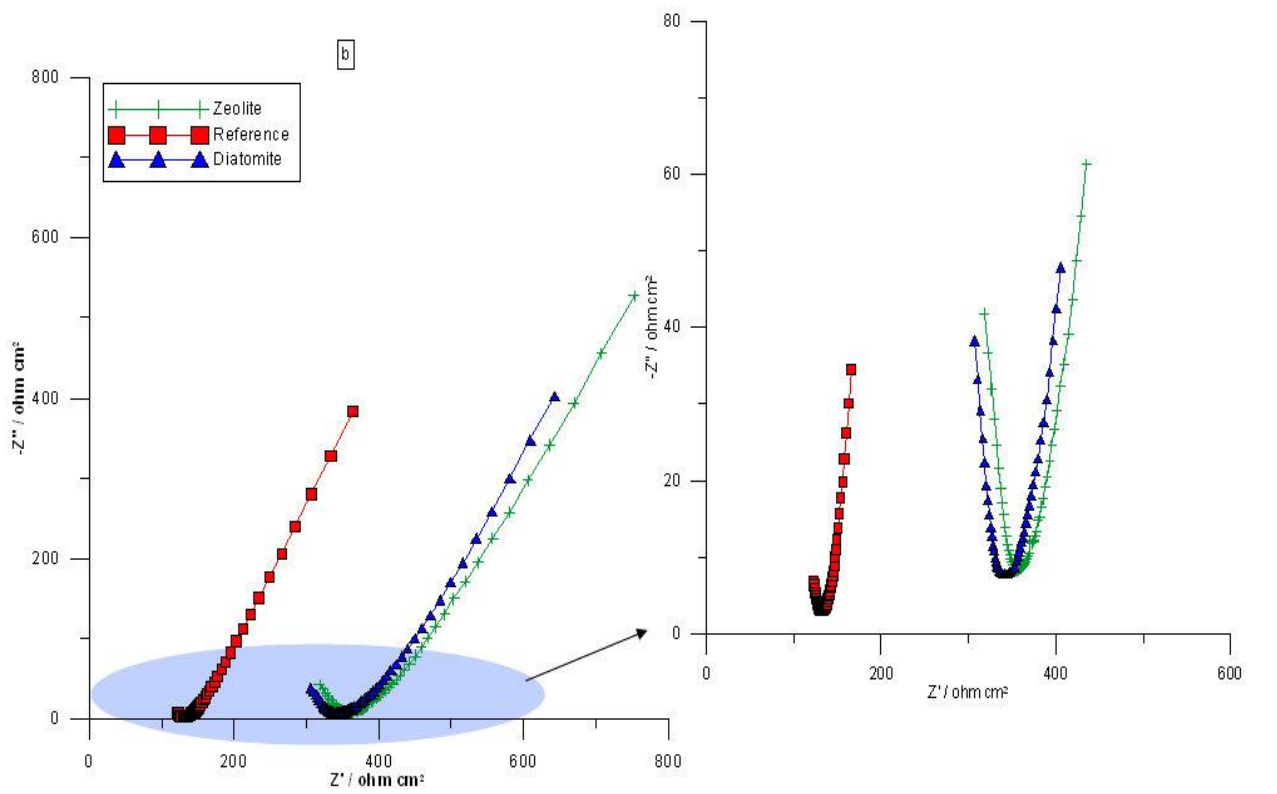 b
800
600
400
200
0
-Z'' / ohm cm²
Zeolite
Reference
Diatomite
0 200 400 600 800
Z' / ohm cm²
80
60
40
20
0
-Z'' / ohm cm²
0 200 400 600
Z' / ohm cm²